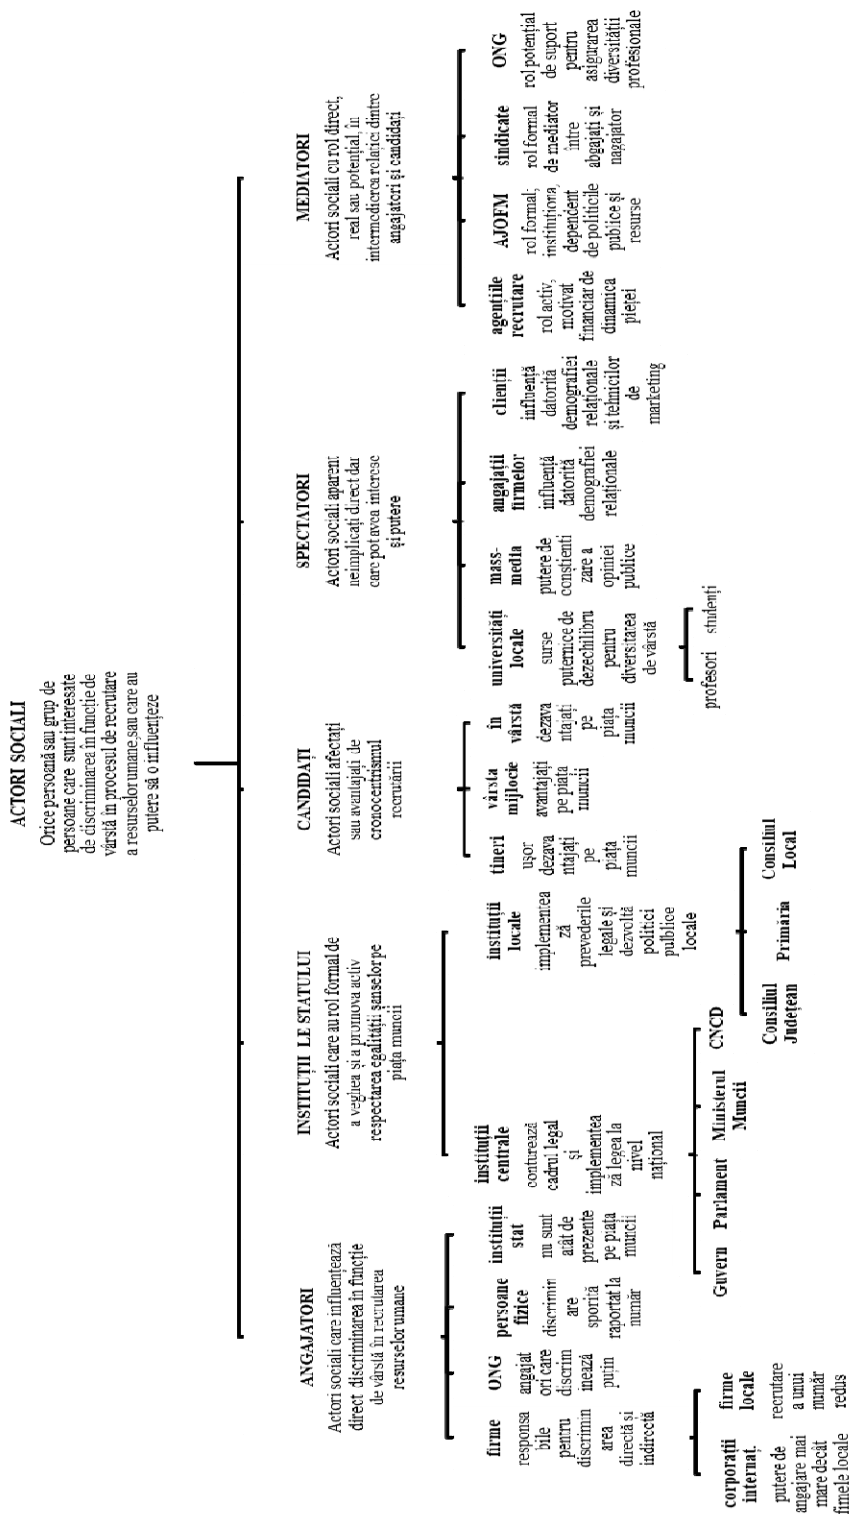 ACTORI SOCIALI
Orice persoană sau grup de
persoane care sunt interesate
de discriminarea în funcție de
vârstă în procesul de recrutare
a resurselor umane, sau care au
putere să o influențeze
ANGAJATORI
Actori sociali care influențează
direct discriminarea în funcție
de vârstă în recrutarea
resurselor umane
firme
responsa
bile
pentru
discrimin
area
directă și
indirectă
corporații
internaț.
putere de
angajare mai
mare decât
fimele locale
firme
locale
recrutare
a unui
număr
redus
ONG
angajat
ori care
discrim
inează
puțin
persoane
fizice
discrimin
are
sporită
raportat la
număr
instituții
stat
nu sunt
atât de
prezente
pe piața
muncii
INSTITUȚII LE STATULUI
Actori sociali care au rol formal de
a veghea și a promova activ
respectarea egalității șanselor pe
piața muncii
instituții
centrale
conturează
cadrul legal
și
implementea
ză legea la
nivel
național
Guvern
Parlament
Ministerul
Muncii
CNCD
instituții
locale
implementea
ză
prevederile
legale și
dezvoltă
politici
pulblice
locale
Consiliul
Județean
Primăria
Consiliul
Local
CANDIDAȚI
Actori sociali afectați
sau avantajați de
cronocentrismul
recrutării
tineri
ușor
dezava
ntajați
pe
piața
muncii
vârsta
mijlocie
avantajați
pe piața
muncii
în
vârstă
dezava
ntajați
pe
piața
muncii
SPECTATORI
Actori sociali aparent
neimplicați direct dar
care pot avea interese
și putere
universități
locale
surse
puternice de
dezechilibru
pentru
diversitatea
de vârstă
profesori
studenți
mass-
media
putere de
conștienti
zare a
opiniei
publice
angajații
firmelor
influență
datorită
demografiei
relaționale
clienții
influență
datorită
demografiei
relaționale
și tehnicilor
de
marketing
MEDIATORI
Actori sociali cu rol direct,
real sau potențial, în
intermedierea relației dintre
angajatori și candidați
agențiile
recrutare
rol activ,
motivat
financiar de
dinamica
pieței
AJOFM
rol formal;
instituționa,
dependent
de politicile
publice și
resurse
sindicate
rol formal
de mediator
între
abgajați și
nagajator
ONG
rol potențial
de suport
pentru
asigurarea
diversității
profesionale